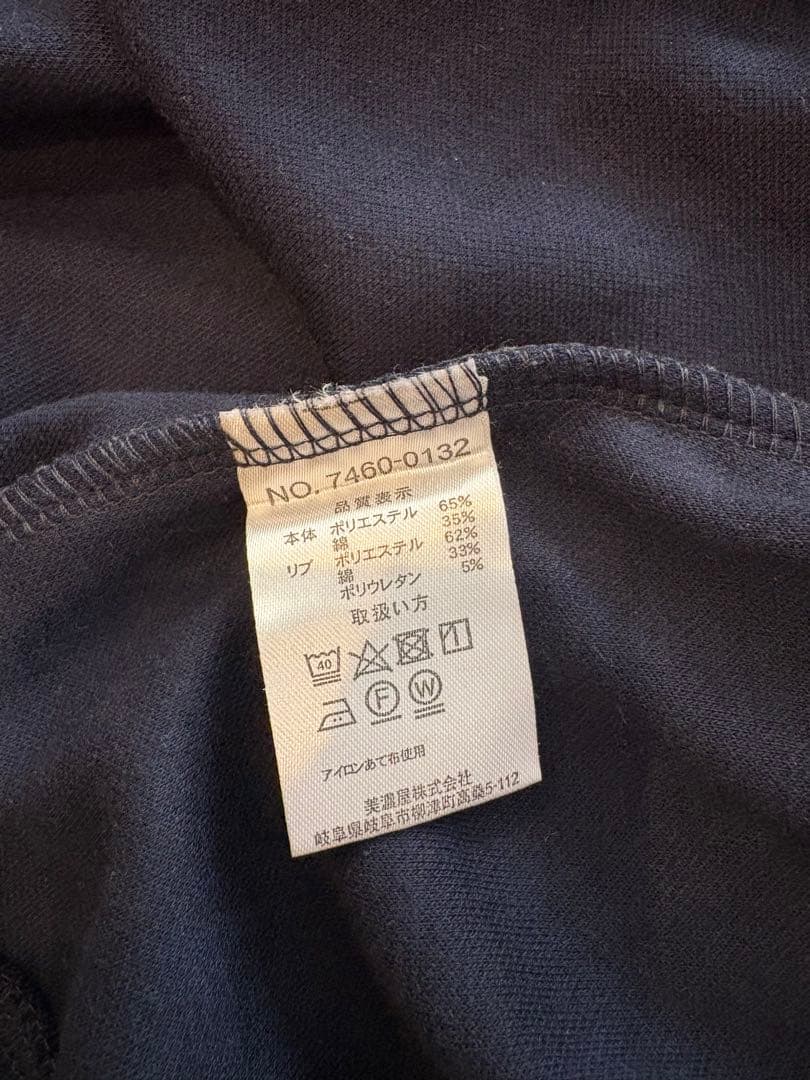 NO. 7460-0132
品質表示
本体 ポリエステル 65%
綿 35%
リブ ポリエステル 62%
綿 33%
ポリウレタン 5%
取扱い方
40
F W
アイロンあて布使用
美濃屋株式会社
岐阜県岐阜市柳津町高桑5-112